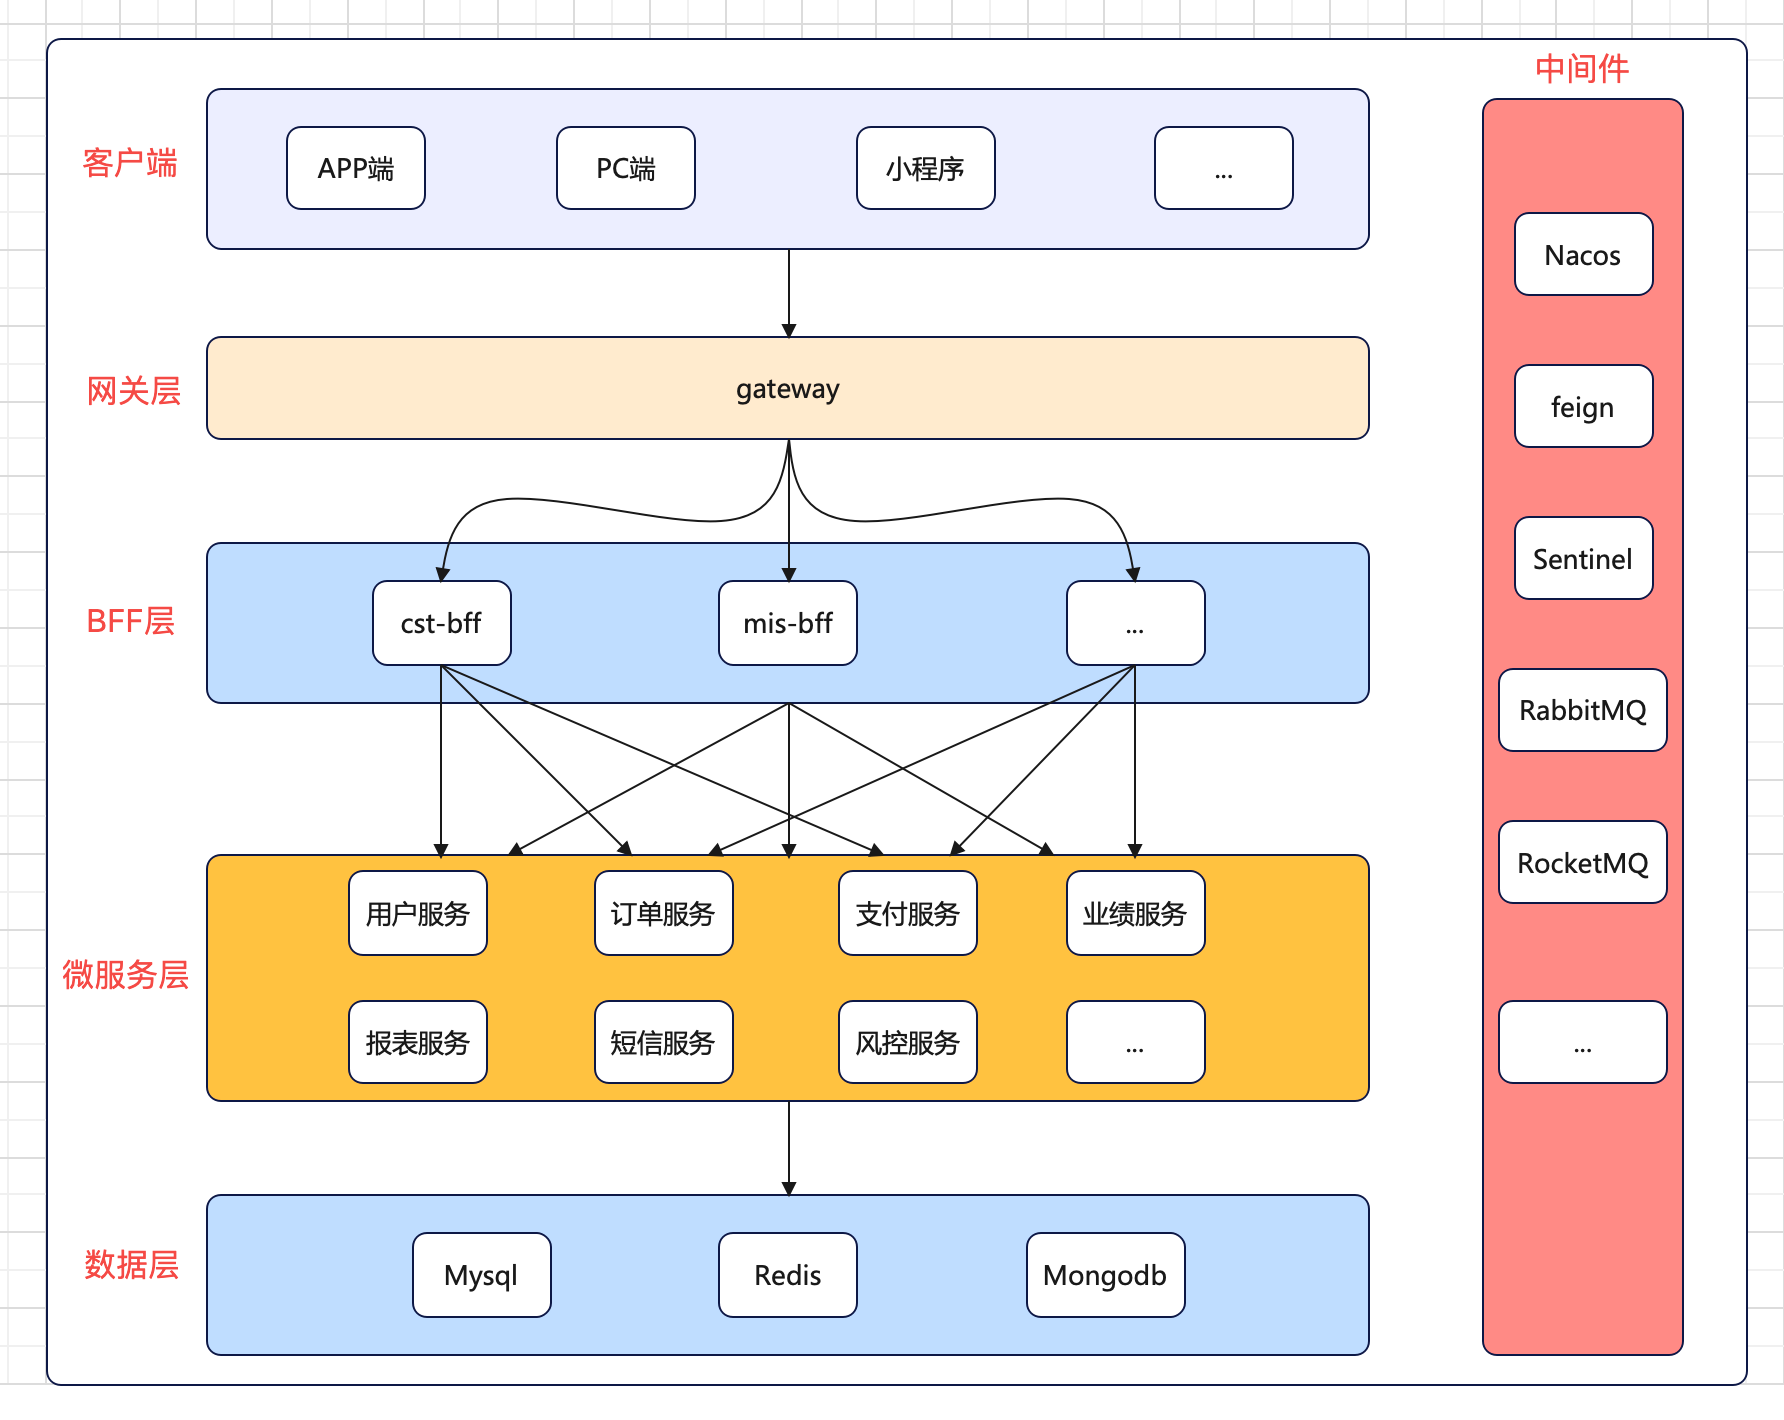 中间件
客户端
APP端
PC端
小程序
...
Nacos
网关层
gateway
feign
Sentinel
BFF层
cst-bff
mis-bff
...
RabbitMQ
RocketMQ
微服务层
用户服务
订单服务
支付服务
业绩服务
报表服务
短信服务
风控服务
...
...
数据层
Mysql
Redis
Mongodb